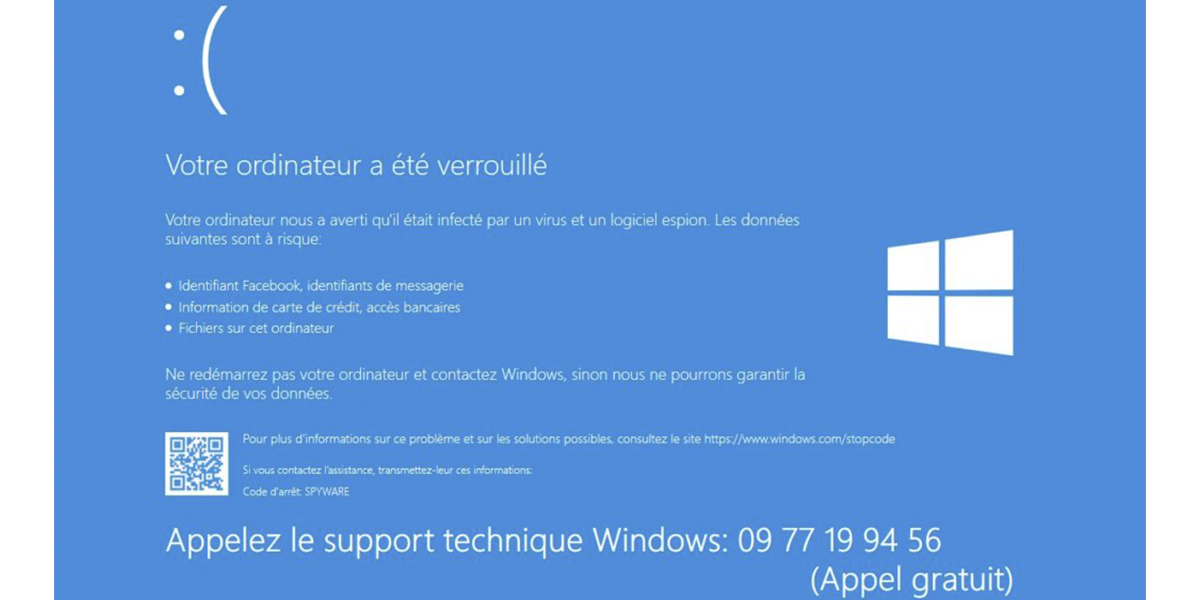 :(
Votre ordinateur a été verrouillé
Votre ordinateur nous a averti qu'il était infecté par un virus et un logiciel espion. Les données
suivantes sont à risque:
• Identifiant Facebook, identifiants de messagerie
• Information de carte de crédit, accès bancaires
• Fichiers sur cet ordinateur
Ne redémarrez pas votre ordinateur et contactez Windows, sinon nous ne pourrons garantir la
sécurité de vos données.
Pour plus d'informations sur ce problème et sur les solutions possibles, consultez le site https://www.windows.com/stopcode
Si vous contactez l'assistance, transmettez-leur ces informations:
Code d'arrêt: SPYWARE
Appelez le support technique Windows: 09 77 19 94 56
(Appel gratuit)